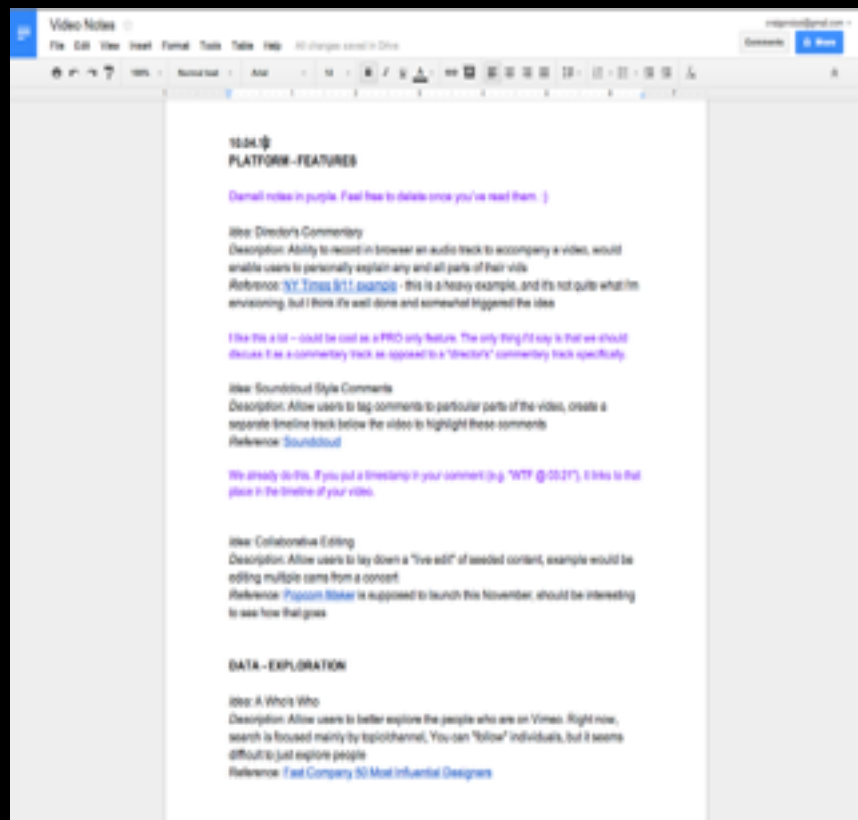 Video Notes
File Edit View Insert Format Tools Table Help All changes saved in Drive
Comments Share
100% Normal text Arial
PLATFORM - FEATURES
Darnell notes in purple. Feel free to delete once you've read them. :)
Idea: Director's Commentary
Description: Ability to record in browser an audio track to accompany a video, would
enable users to personally explain any and all parts of their vids
Reference: NY Times 9/11 example - this is a heavy example, and it's not quite what I'm
envisioning, but I think it's well done and somewhat triggered the idea
I like this a lot – could be cast as a PRO only feature. The only thing I'd say is that we should
discuss it as a commentary track as opposed to a "director's" commentary track specifically.
Idea: Soundcloud Style Comments
Description: Allow users to tag comments to particular parts of the video, create a
separate timeline track below the video to highlight these comments
Reference: Soundcloud
We already do this. If you put a timestamp in your comment (e.g. "WTF @ 03:21"), it links to that
place in the timeline of your video.
Idea: Collaborative Editing
Description: Allow users to lay down a "live edit" of seeded content, example would be
editing multiple cams from a concert
Reference: Popcorn Maker is supposed to launch this November, should be interesting
to see how that goes
DATA - EXPLORATION
Idea: A Who's Who
Description: Allow users to better explore the people who are on Vimeo. Right now,
search is focused mainly by topic/channel, You can "follow" individuals, but it seems
difficult to just explore people
Reference: Fast Company 50 Most Influential Designers